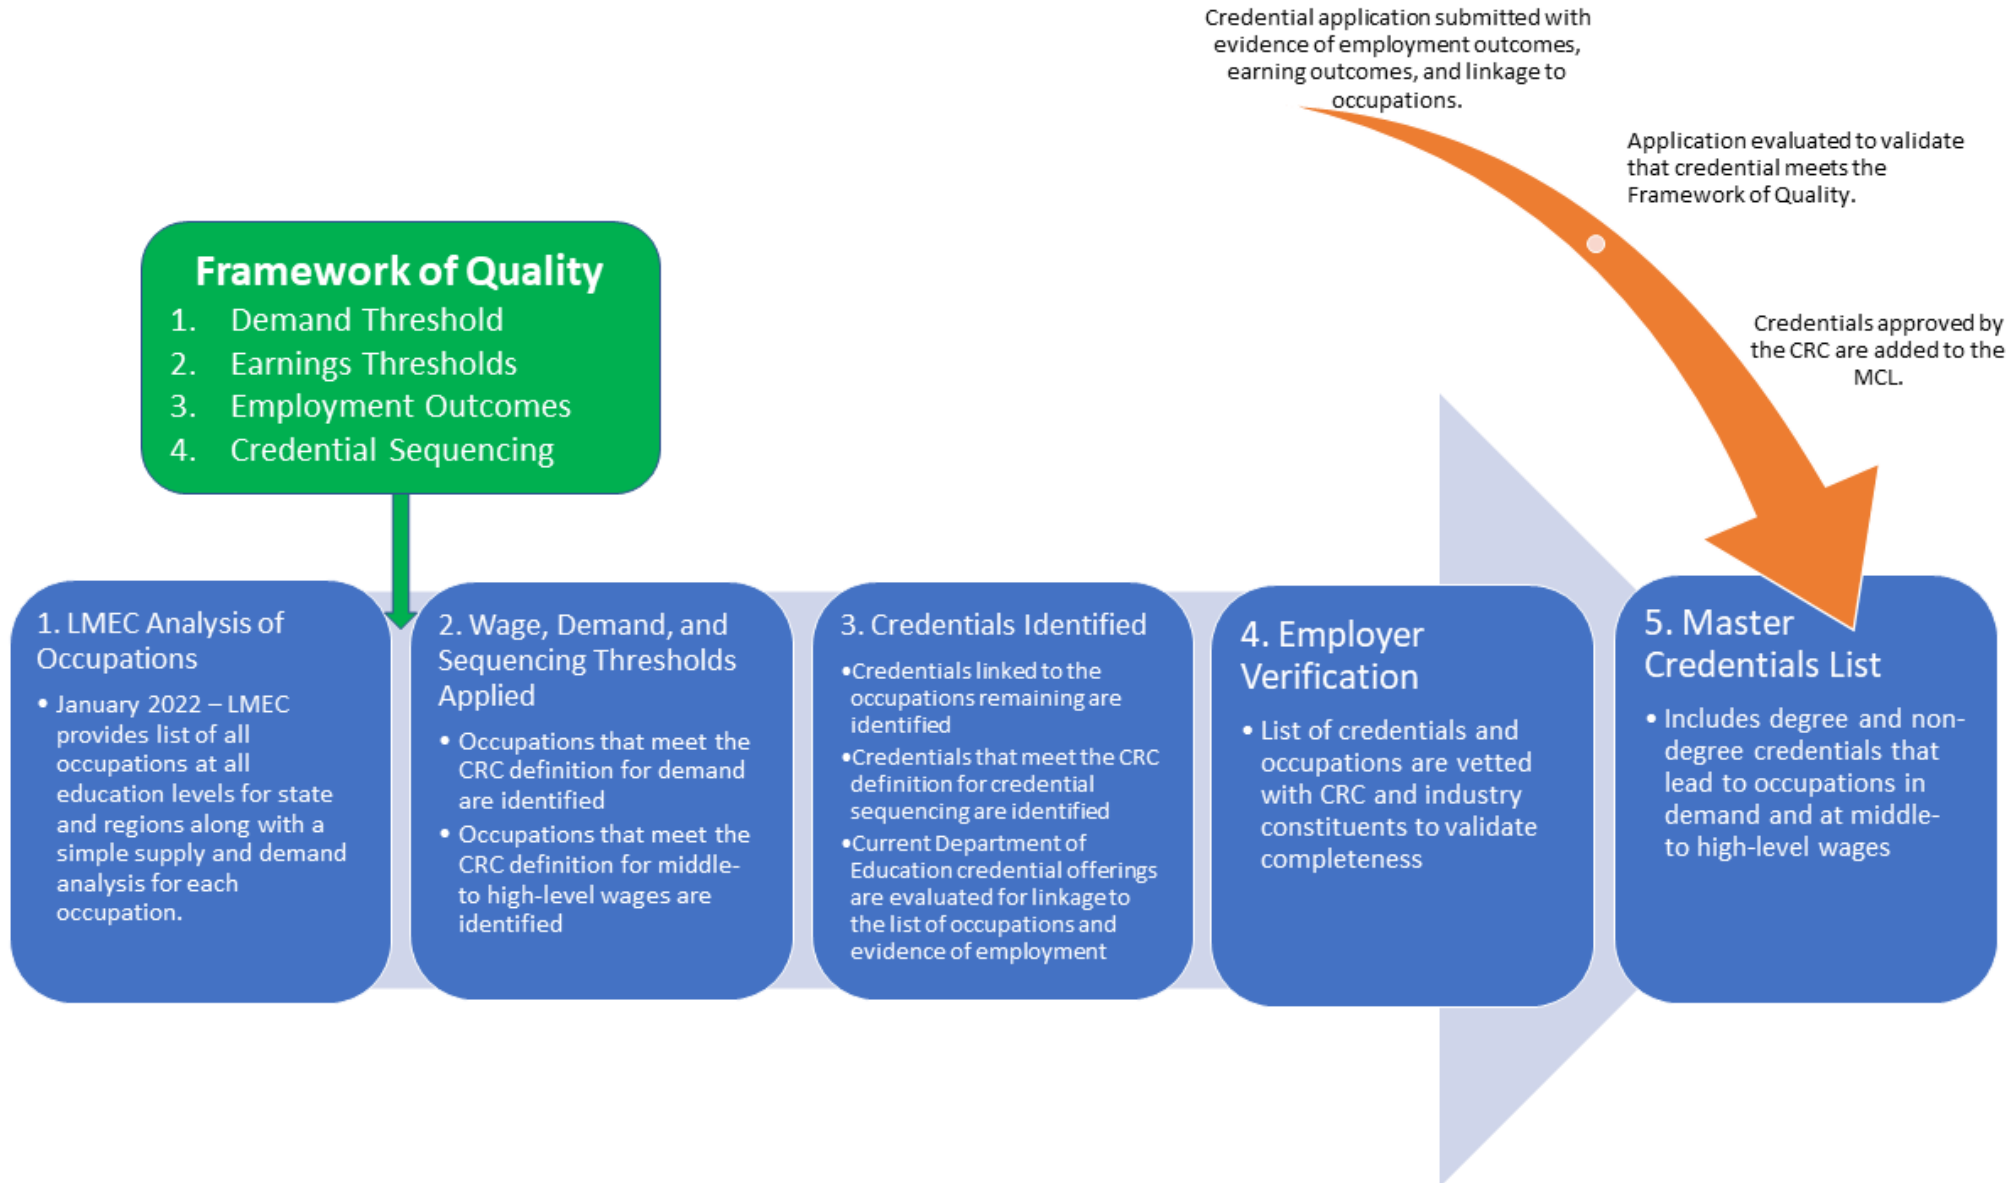 Credential application submitted with
evidence of employment outcomes,
earning outcomes, and linkage to
occupations.
Application evaluated to validate
that credential meets the
Framework of Quality.
Credentials approved by
the CRC are added to the
MCL.
Framework of Quality
1. Demand Threshold
2. Earnings Thresholds
3. Employment Outcomes
4. Credential Sequencing
1. LMEC Analysis of
Occupations
• January 2022 – LMEC
provides list of all
occupations at all
education levels for state
and regions along with a
simple supply and demand
analysis for each
occupation.
2. Wage, Demand, and
Sequencing Thresholds
Applied
• Occupations that meet the
CRC definition for demand
are identified
• Occupations that meet the
CRC definition for middle-
to high-level wages are
identified
3. Credentials Identified
•Credentials linked to the
occupations remaining are
identified
•Credentials that meet the CRC
definition for credential
sequencing are identified
•Current Department of
Education credential offerings
are evaluated for linkage to
the list of occupations and
evidence of employment
4. Employer
Verification
• List of credentials and
occupations are vetted
with CRC and industry
constituents to validate
completeness
5. Master
Credentials List
• Includes degree and non-
degree credentials that
lead to occupations in
demand and at middle-
to high-level wages